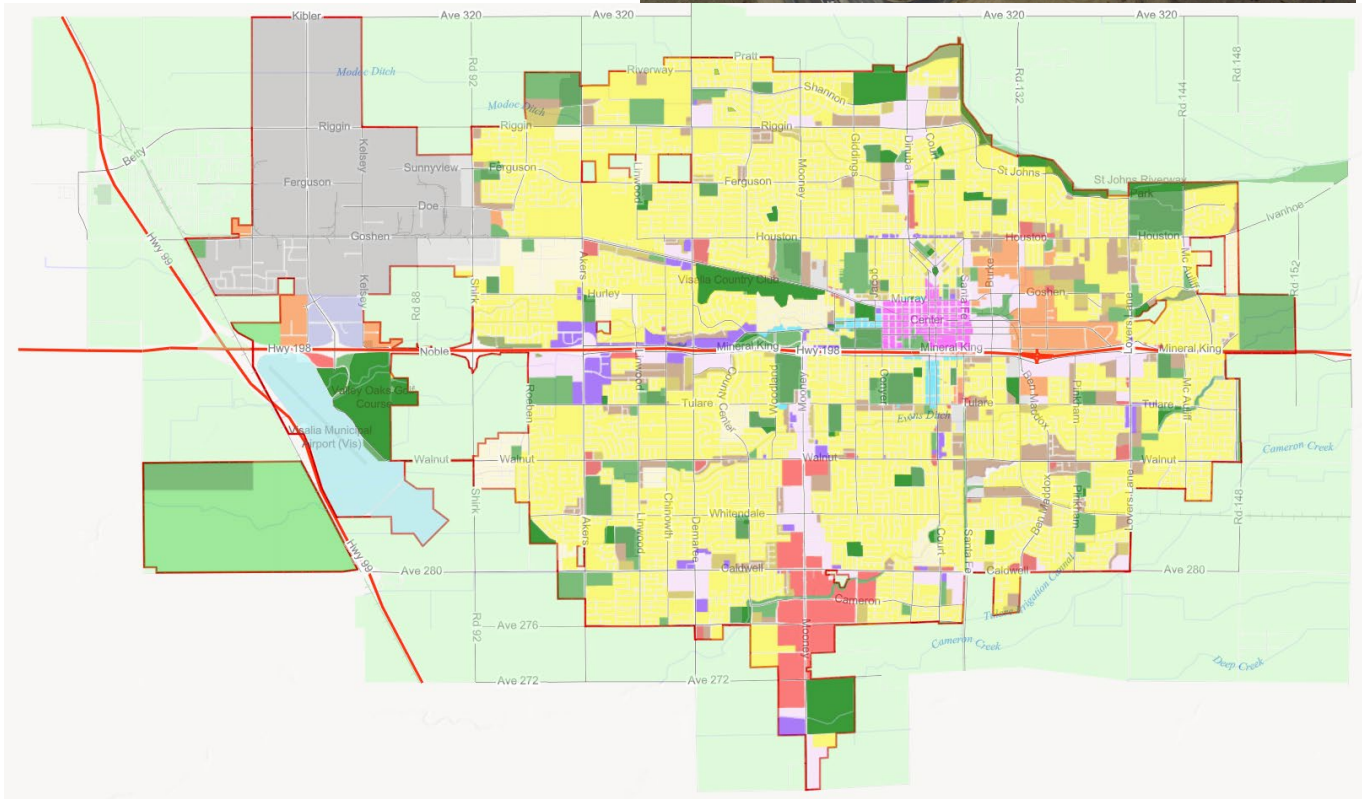 Kibler
Ave 320
Ave 320
Ave 320
Ave 320
Pratt
Riverway
Modoc Ditch
Rd 92
Shannon
Rd 132
Rd 144
Rd 148
Modoc Ditch
Riggin
Riggin
Riggin
Betty
Kelsey
Sunnyview
Ferguson
Linwood
Mooney
Giddings
Dinuba
Court
St Johns
Ferguson
Ferguson
St Johns Riverway
Park
Doe
Ivanhoe
Goshen
Houston
Houston
Houston
Hwy 99
Akers
Visalia Country Club
Jacob
Santa Fe
Burke
Mc Auliff
Rd 152
Kelsey
Rd 88
Shirk
Hurley
Murray
Goshen
Center
Lovers Lane
Hwy 198
Noble
Mineral King
Hwy 198
Mineral King
Mineral King
Valley Oaks Golf
Course
Roeben
Linwood
County Center
Woodland
Mooney
Conyer
Ben Maddox
Pinkham
Mc Auliff
Tulare
Tulare
Tulare
Evans Ditch
Visalia Municipal
Airport (Vis)
Walnut
Walnut
Walnut
Walnut
Cameron Creek
Shirk
Akers
Linwood
Chinowth
Demaree
Whitendale
Court
Santa Fe
Ben Maddox
Pinkham
Lovers Lane
Rd 148
Hwy 99
Ave 280
Caldwell
Caldwell
Ave 280
Cameron
Tulare Irrigation Cannal
Rd 92
Ave 276
Mooney
Cameron Creek
Deep Creek
Ave 272
Ave 272